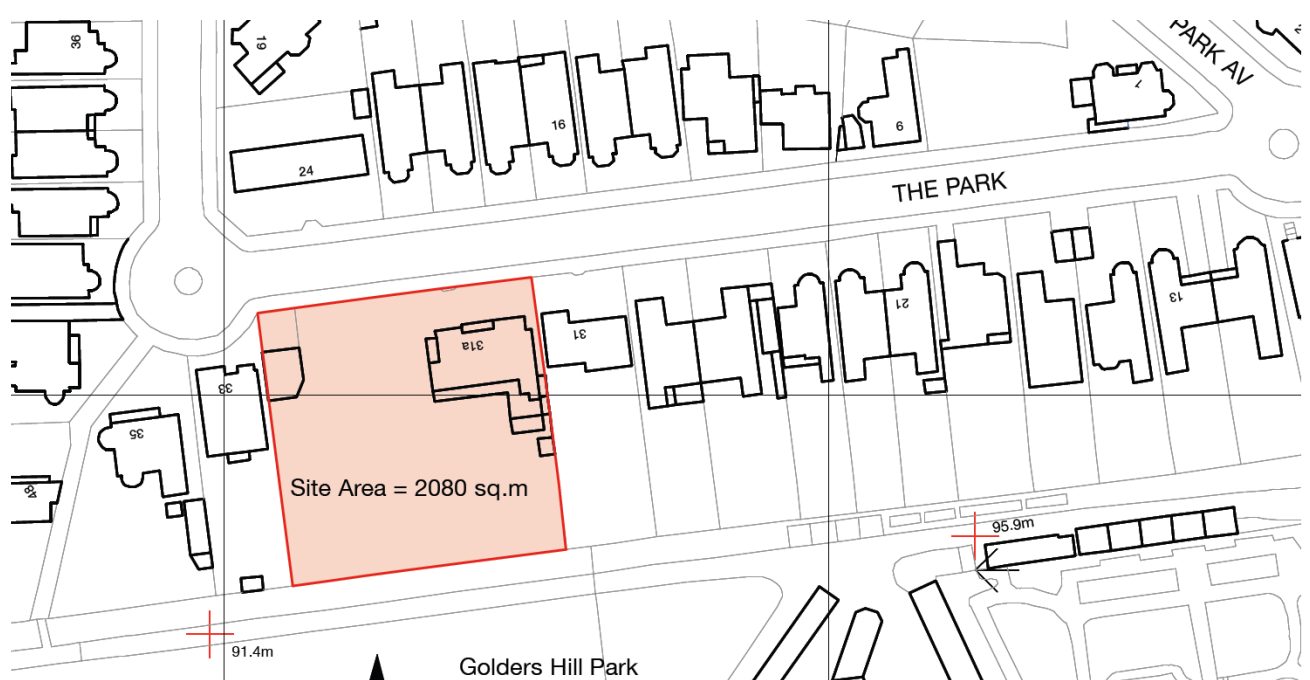 36
19
PARK AV
1
16
6
24
THE PARK
31
31a
21
13
33
35
48
Site Area = 2080 sq.m
95.9m
91.4m
Golders Hill Park